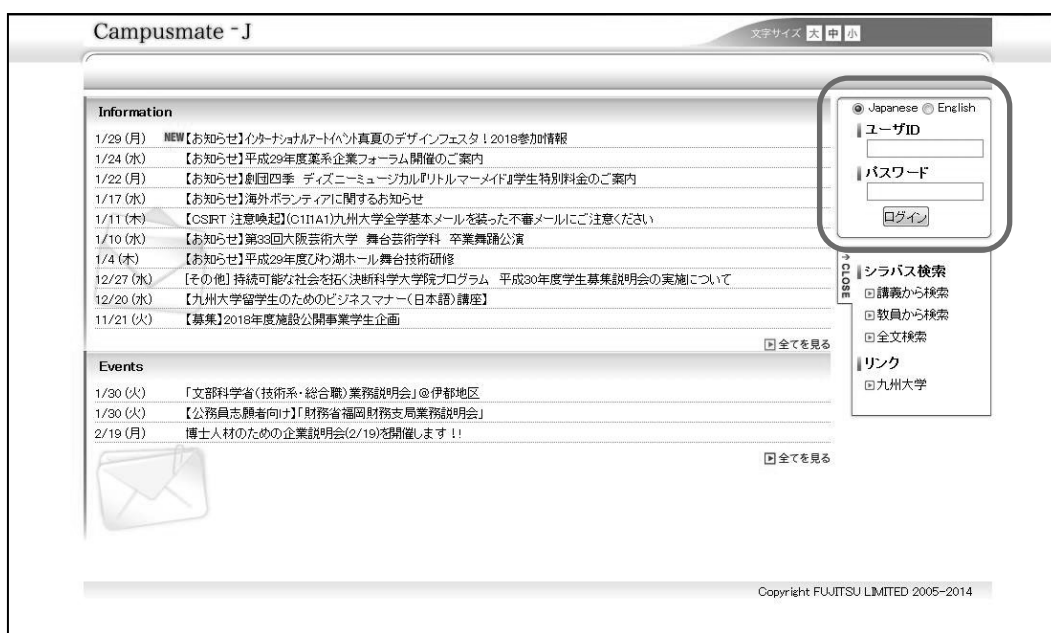 Campusmate-J
文字サイズ 大 中 小
Information
1/29 (月) NEW【お知らせ】インターナショナルアートイベント真夏のデザインフェスタ!2018参加情報
1/24 (水) 【お知らせ】平成29年度薬系企業フォーラム開催のご案内
1/22 (月) 【お知らせ】劇団四季 ディズニーミュージカル『リトルマーメイド』学生特別料金のご案内
1/17 (水) 【お知らせ】海外ボランティアに関するお知らせ
1/11 (木) 【CSIRT 注意喚起】(C1I1A1)九州大学全学基本メールを装った不審メールにご注意ください
1/10 (水) 【お知らせ】第33回大阪芸術大学 舞台芸術学科 卒業舞踊公演
1/4 (木) 【お知らせ】平成29年度びわ湖ホール舞台技術研修
12/27 (水) [その他] 持続可能な社会を拓く決断科学大学院プログラム 平成30年度学生募集説明会の実施について
12/20 (水) 【九州大学留学生のためのビジネスマナー(日本語)講座】
11/21 (火) 【募集】2018年度施設公開事業学生企画
全てを見る
Events
1/30 (火) 「文部科学省(技術系・総合職)業務説明会」@伊都地区
1/30 (火) 【公務員志願者向け】「財務省福岡財務支局業務説明会」
2/19 (月) 博士人材のための企業説明会(2/19)を開催します!!
全てを見る
Japanese English
ユーザID
パスワード
ログイン
→CLOSE
シラバス検索
講義から検索
教員から検索
全文検索
リンク
九州大学
Copyright FUJITSU LIMITED 2005-2014